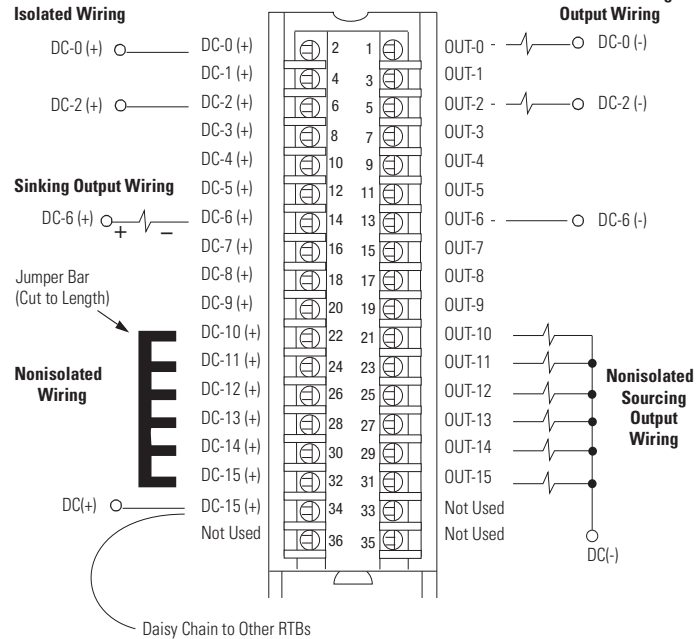 Isolated Wiring
Output Wiring
DC-0 (+) DC-0 (+) 2 1 OUT-0 DC-0 (-)
DC-1 (+) 4 3 OUT-1
DC-2 (+) DC-2 (+) 6 5 OUT-2 DC-2 (-)
DC-3 (+) 8 7 OUT-3
DC-4 (+) 10 9 OUT-4
Sinking Output Wiring
DC-5 (+) 12 11 OUT-5
DC-6 (+) + – DC-6 (+) 14 13 OUT-6 DC-6 (-)
DC-7 (+) 16 15 OUT-7
Jumper Bar
(Cut to Length)
DC-8 (+) 18 17 OUT-8
DC-9 (+) 20 19 OUT-9
DC-10 (+) 22 21 OUT-10
DC-11 (+) 24 23 OUT-11
Nonisolated
Wiring
DC-12 (+) 26 25 OUT-12
Nonisolated
Sourcing
Output
Wiring
DC-13 (+) 28 27 OUT-13
DC-14 (+) 30 29 OUT-14
DC-15 (+) 32 31 OUT-15
DC(+) DC-15 (+) 34 33 Not Used
Not Used 36 35 Not Used
DC(-)
Daisy Chain to Other RTBs